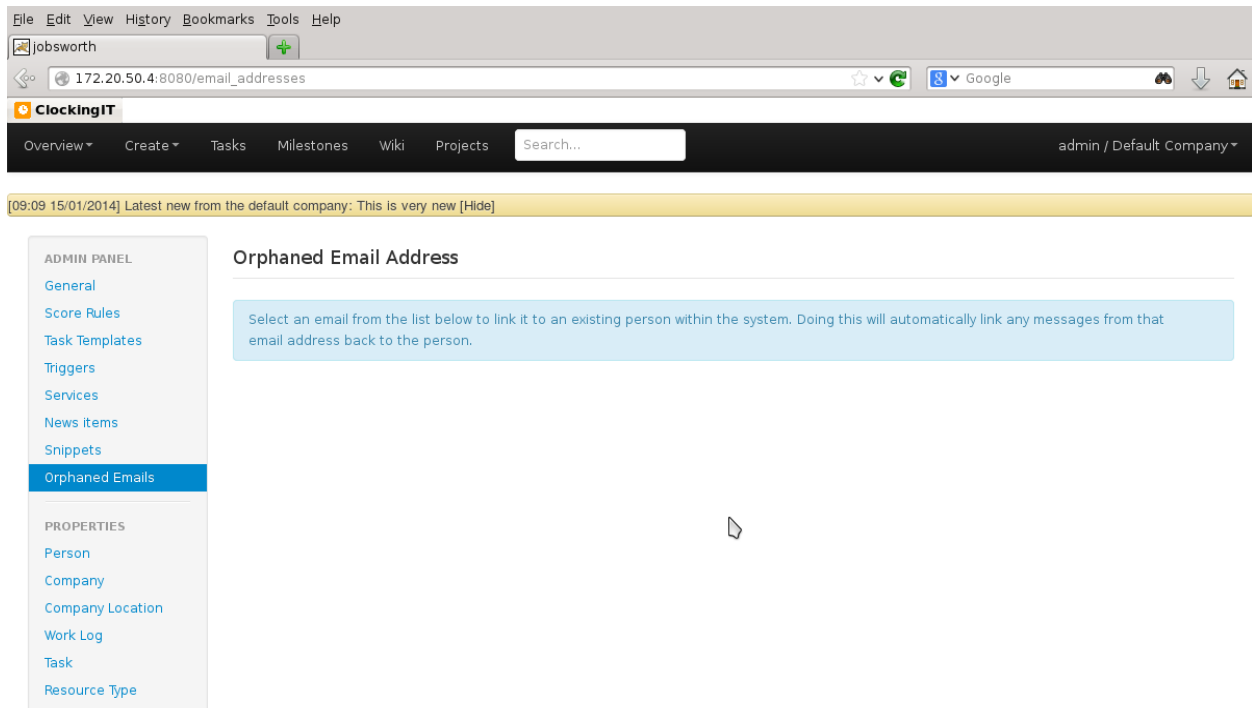 File Edit View History Bookmarks Tools Help
jobsworth
172.20.50.4:8080/email_addresses
Google
ClockingIT
Overview Create Tasks Milestones Wiki Projects Search... admin / Default Company
[09:09 15/01/2014] Latest new from the default company: This is very new [Hide]
ADMIN PANEL
General
Score Rules
Task Templates
Triggers
Services
News items
Snippets
Orphaned Emails
PROPERTIES
Person
Company
Company Location
Work Log
Task
Resource Type
Orphaned Email Address
Select an email from the list below to link it to an existing person within the system. Doing this will automatically link any messages from that
email address back to the person.